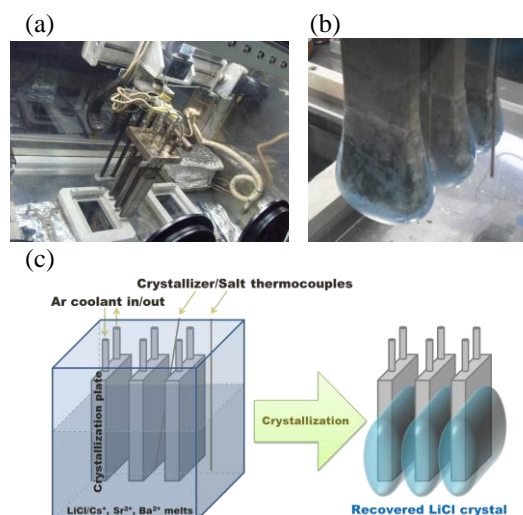 (a)
(b)
(c)
Crystallizer/Salt thermocouples
Ar coolant in/out
Crystallization plate
Crystallization
LiCl/Cs⁺, Sr²⁺, Ba²⁺ melts
Recovered LiCl crystal